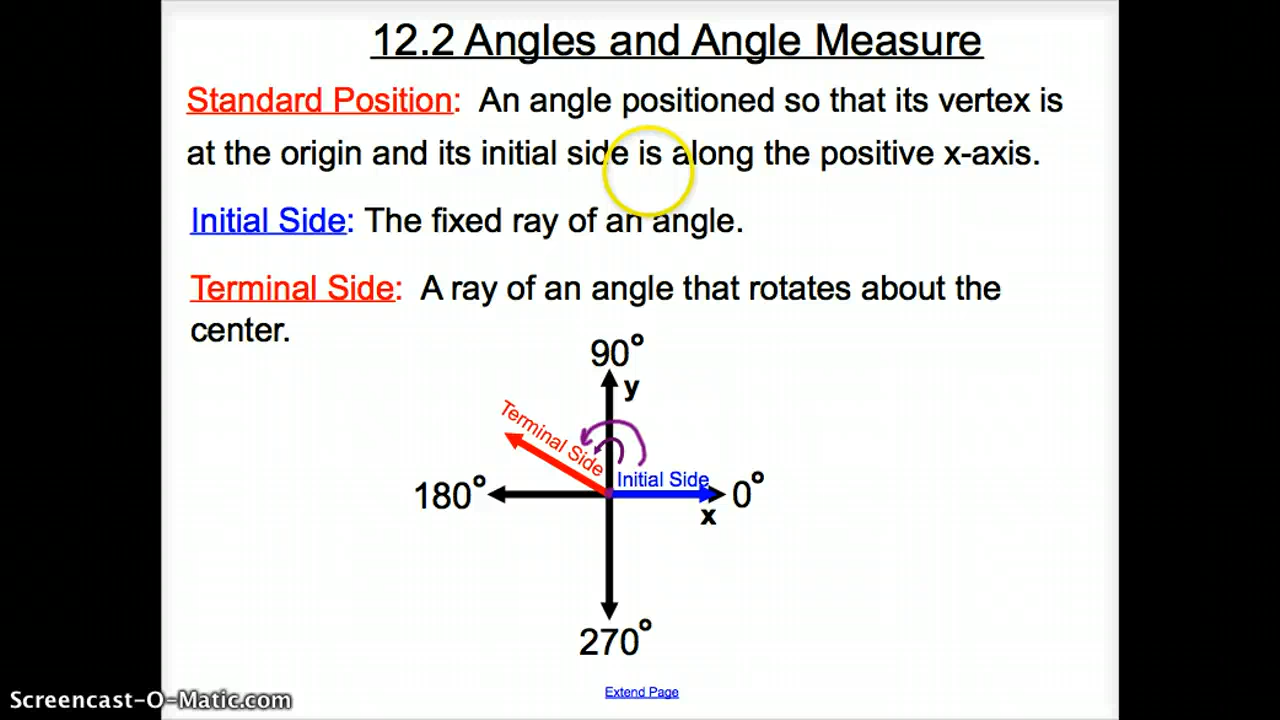 12.2 Angles and Angle Measure
Standard Position: An angle positioned so that its vertex is
at the origin and its initial side is along the positive x-axis.
Initial Side: The fixed ray of an angle.
Terminal Side: A ray of an angle that rotates about the
center.
90°
y
Terminal Side
Initial Side
180°
0°
x
270°
Extend Page
Screencast-O-Matic.com